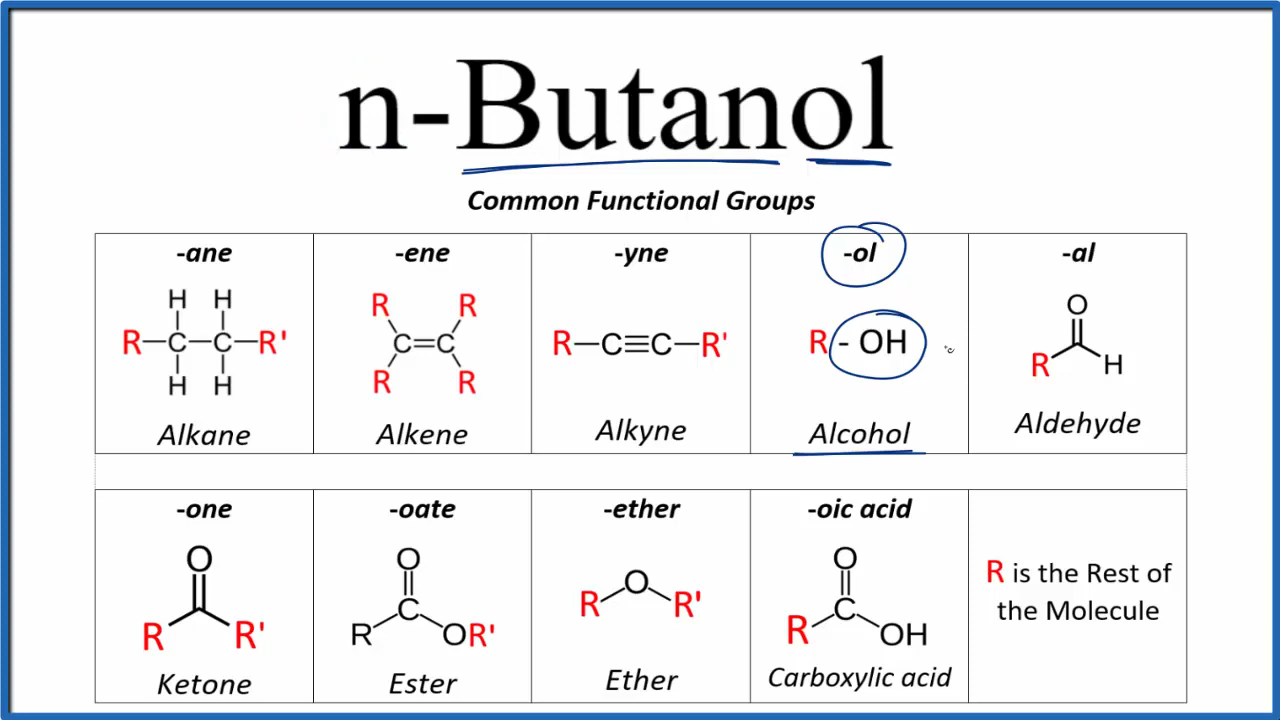 n-Butanol
Common Functional Groups
-ane -ene -yne -ol -al
H H
R C C R'
H H
R R
C C
R R
R C C R'
R - OH
O
R H
Alkane Alkene Alkyne Alcohol Aldehyde
-one -oate -ether -oic acid
O
R R'
O
C
R OR'
O
R R'
O
C
R OH
R is the Rest of
the Molecule
Ketone Ester Ether Carboxylic acid